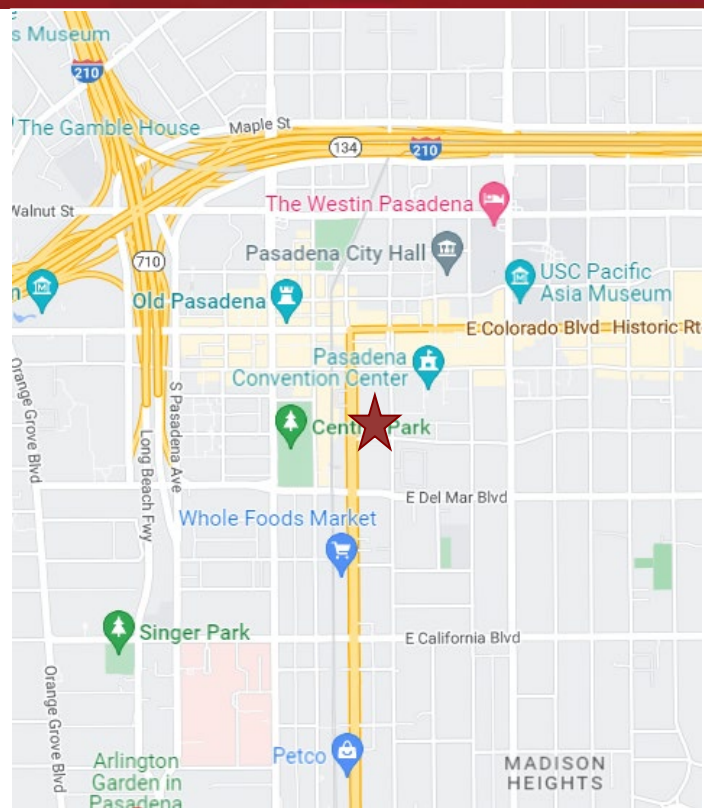 s Museum
210
The Gamble House
Maple St
134
210
Walnut St
The Westin Pasadena
Pasadena City Hall
710
USC Pacific
Asia Museum
n
Old Pasadena
E Colorado Blvd
Historic Rt
Pasadena
Convention Center
Orange Grove Blvd
S Pasadena Ave
Long Beach Fwy
Park
E Del Mar Blvd
Whole Foods Market
Singer Park
E California Blvd
Orange Grove Blvd
Petco
Arlington
Garden in
Pasadena
MADISON
HEIGHTS